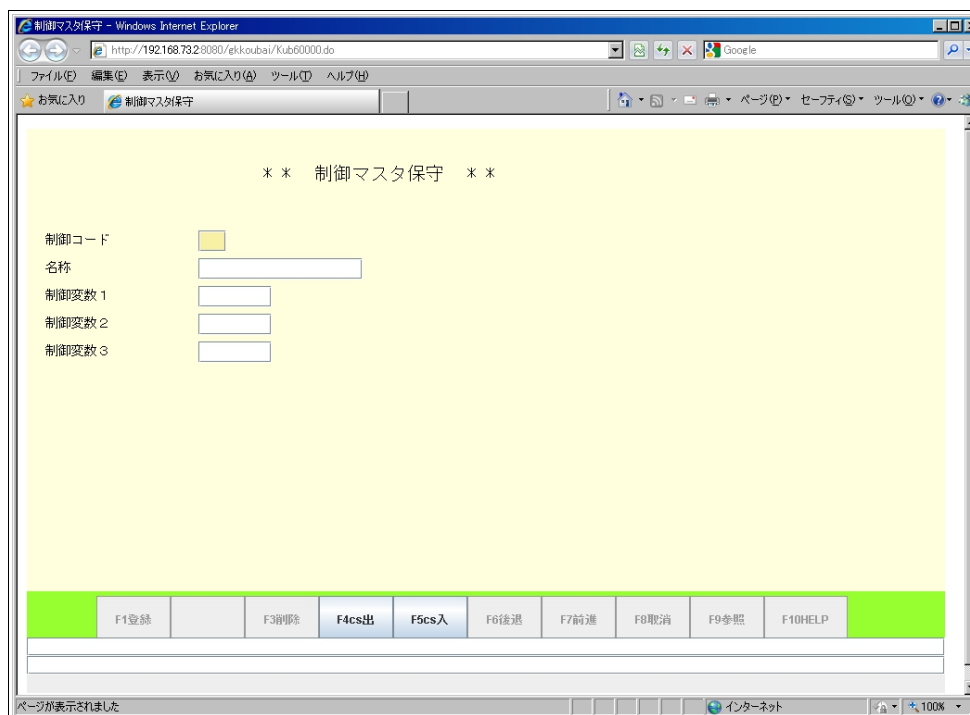 制御マスタ保守 - Windows Internet Explorer
http://192.168.73.2:8080/gkkoubai/Kub60000.do
Google
ファイル(F) 編集(E) 表示(V) お気に入り(A) ツール(T) ヘルプ(H)
お気に入り 制御マスタ保守 ページ(P) セーフティ(S) ツール(O)
＊＊ 制御マスタ保守 ＊＊
制御コード
名称
制御変数１
制御変数２
制御変数３
F1登録 F3削除 F4cs出 F5cs入 F6後退 F7前進 F8取消 F9参照 F10HELP
ページが表示されました インターネット 100%